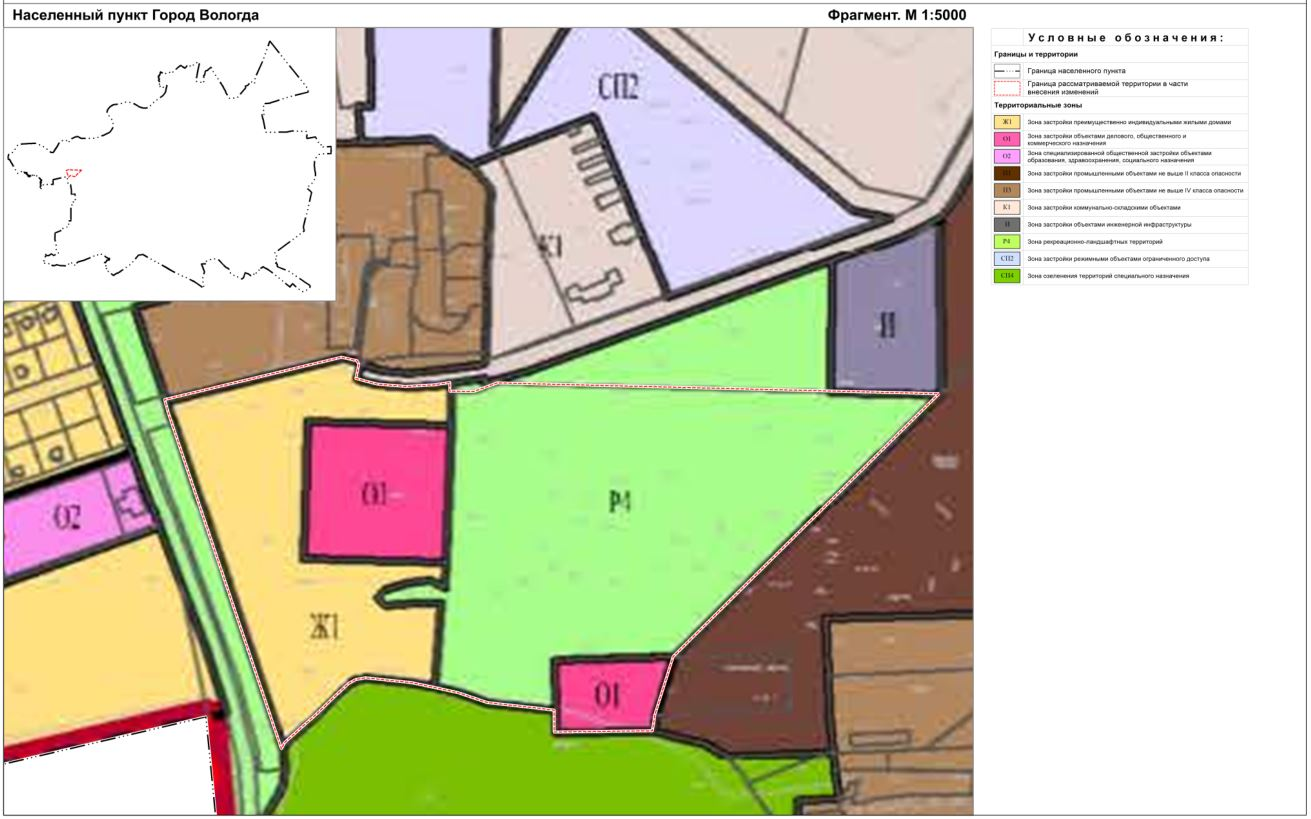 Населенный пункт Город Вологда
Фрагмент. М 1:5000
Условные обозначения:
Границы и территории
Граница населенного пункта
Граница рассматриваемой территории в части
внесения изменений
Территориальные зоны
Ж1 Зона застройки преимущественно индивидуальными жилыми домами
О1 Зона застройки объектами делового, общественного и
коммерческого назначения
О2 Зона специализированной общественной застройки объектами
образования, здравоохранения, социального назначения
Зона застройки промышленными объектами не выше II класса опасности
П3 Зона застройки промышленными объектами не выше IV класса опасности
К1 Зона застройки коммунально-складскими объектами
И Зона застройки объектами инженерной инфраструктуры
Р4 Зона рекреационно-ландшафтных территорий
СП2 Зона застройки режимными объектами ограниченного доступа
СП4 Зона озеленения территорий специального назначения
СП2
К1
И
О1
Р4
О2
Ж1
О1